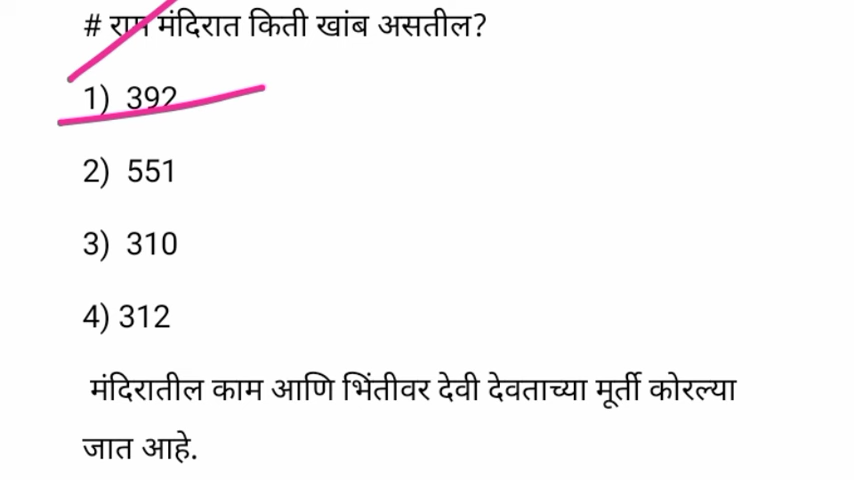 # राम मंदिरात किती खांब असतील?
1) 392
2) 551
3) 310
4) 312
मंदिरातील काम आणि भिंतीवर देवी देवताच्या मूर्ती कोरल्या
जात आहे.